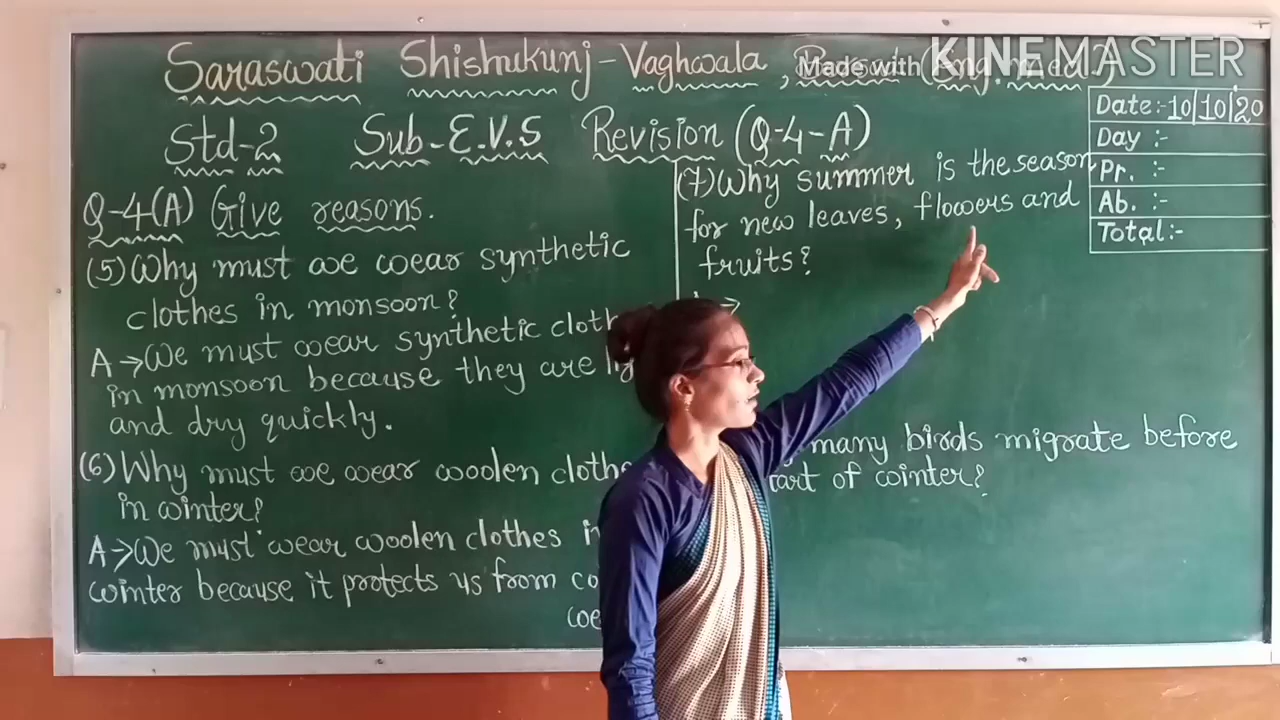 Saraswati Shishukunj-Vaghwala, (Eng. med.)
Made with KINEMASTER
Date:-10/10/20
Day :-
Pr. :-
Ab. :-
Total:-
Std-2 Sub-E.V.S Revision (Q-4-A)
Q-4(A) Give reasons.
(5) Why must we wear synthetic
clothes in monsoon?
A→We must wear synthetic cloth
in monsoon because they are lig
and dry quickly.
(6) Why must we wear woolen clothe
in winter?
A→We must wear woolen clothes in
winter because it protects us from co
wea
(7) Why summer is the season
for new leaves, flowers and
fruits?
→
many birds migrate before
tart of winter?